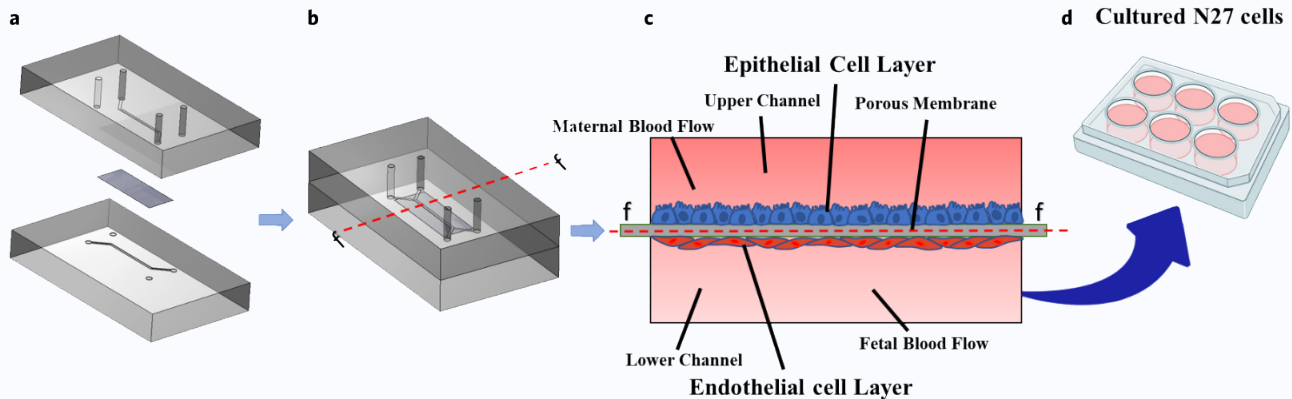 a
b
c
d
Cultured N27 cells
Epithelial Cell Layer
Upper Channel
Porous Membrane
Maternal Blood Flow
f
f
f
f
Lower Channel
Fetal Blood Flow
Endothelial cell Layer